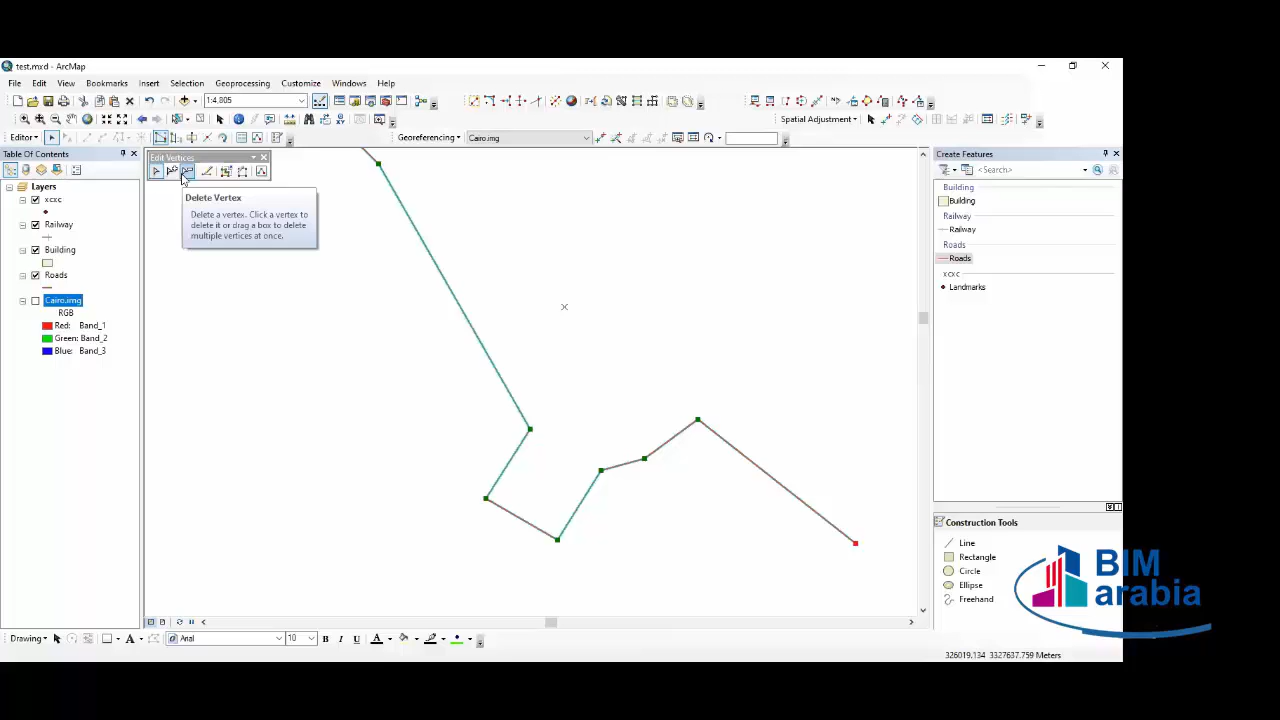 test.mxd - ArcMap
File Edit View Bookmarks Insert Selection Geoprocessing Customize Windows Help
1:4,805
Editor Georeferencing Cairo.img Spatial Adjustment
Table Of Contents
Layers
xcxc
Railway
Building
Roads
Cairo.img
RGB
Red: Band_1
Green: Band_2
Blue: Band_3
Edit Vertices
Delete Vertex
Delete a vertex. Click a vertex to
delete it or drag a box to delete
multiple vertices at once.
Create Features
<Search>
Building
Building
Railway
Railway
Roads
Roads
xcxc
Landmarks
Construction Tools
Line
Rectangle
Circle
Ellipse
Freehand
BIM
arabia
Drawing A Arial 10 B I U A
326019.134 3327637.759 Meters